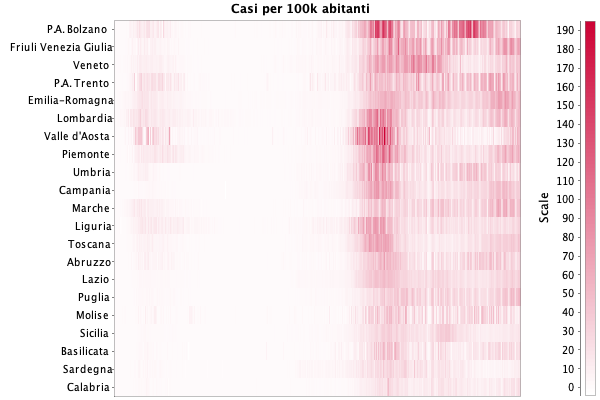 Casi per 100k abitanti
P.A. Bolzano
Friuli Venezia Giulia
Veneto
P.A. Trento
Emilia-Romagna
Lombardia
Valle d'Aosta
Piemonte
Umbria
Campania
Marche
Liguria
Toscana
Abruzzo
Lazio
Puglia
Molise
Sicilia
Basilicata
Sardegna
Calabria
Scale
190
180
170
160
150
140
130
120
110
100
90
80
70
60
50
40
30
20
10
0